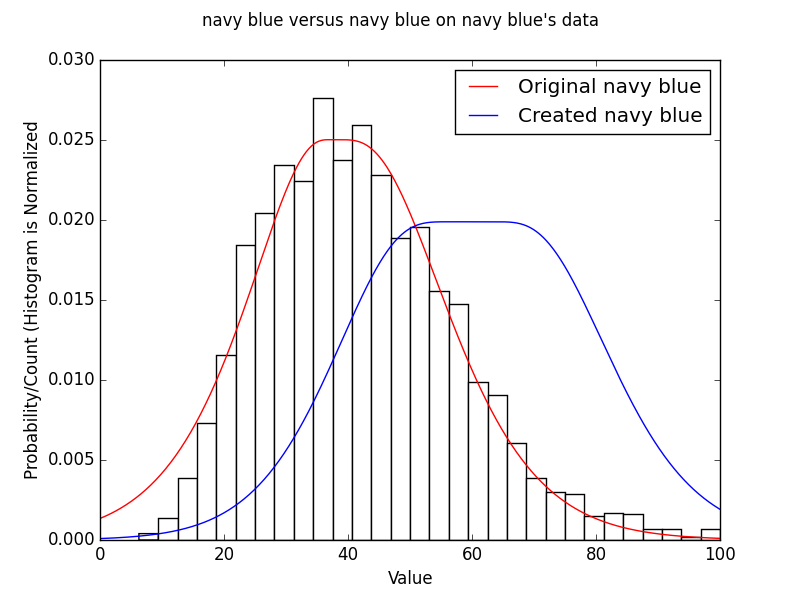 navy blue versus navy blue on navy blue's data
Probability/Count (Histogram is Normalized
0.030
0.025
0.020
0.015
0.010
0.005
0.000
Original navy blue
Created navy blue
0 20 40 60 80 100
Value